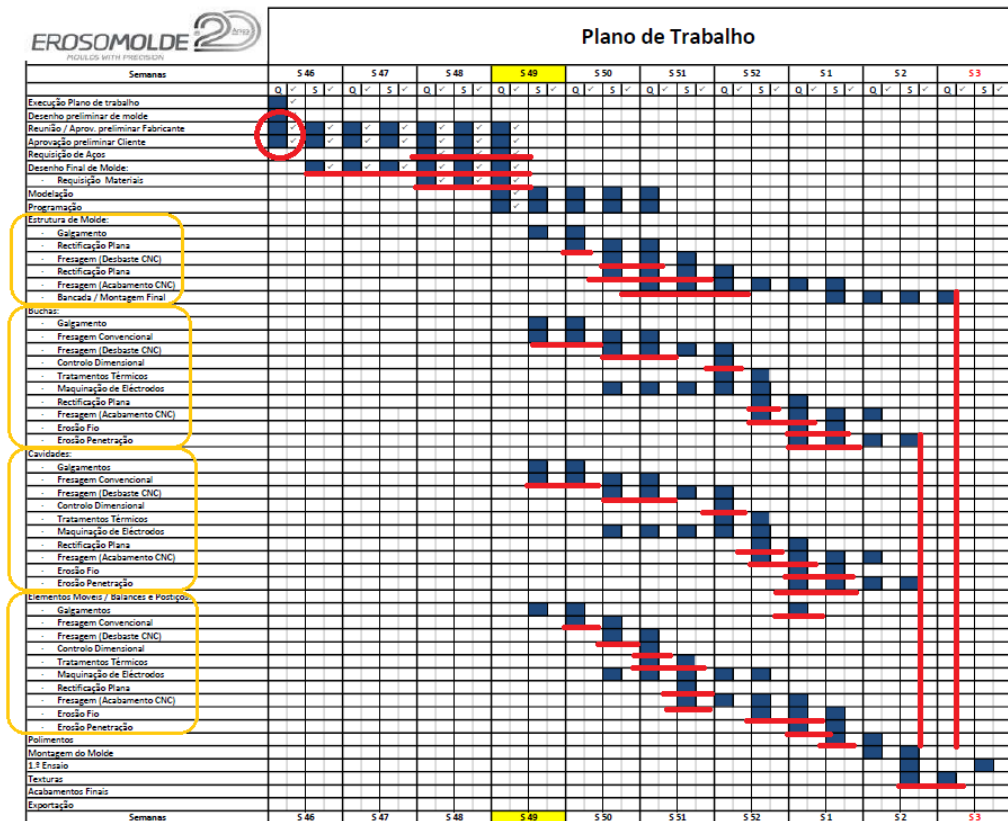 EROSOMOLDE 20 anos
MOULDS WITH PRECISION
Plano de Trabalho
Semanas S 46 S 47 S 48 S 49 S 50 S 51 S 52 S 1 S 2 S 3
Q ✓ S ✓ Q ✓ S ✓ Q ✓ S ✓ Q ✓ S ✓ Q ✓ S ✓ Q ✓ S ✓ Q ✓ S ✓ Q ✓ S ✓ Q ✓ S ✓ Q ✓ S ✓
Execução Plano de trabalho
Desenho preliminar de molde
Reunião / Aprov. preliminar Fabricante
Aprovação preliminar Cliente
Requisição de Aços
Desenho Final de Molde:
- Requisição Materiais
Modelação
Programação
Estrutura de Molde:
- Galgamento
- Rectificação Plana
- Fresagem (Desbaste CNC)
- Rectificação Plana
- Fresagem (Acabamento CNC)
- Bancada / Montagem Final
Buchas:
- Galgamento
- Fresagem Convencional
- Fresagem (Desbaste CNC)
- Controlo Dimensional
- Tratamentos Térmicos
- Maquinação de Eléctrodos
- Rectificação Plana
- Fresagem (Acabamento CNC)
- Erosão Fio
- Erosão Penetração
Cavidades:
- Galgamentos
- Fresagem Convencional
- Fresagem (Desbaste CNC)
- Controlo Dimensional
- Tratamentos Térmicos
- Maquinação de Eléctrodos
- Rectificação Plana
- Fresagem (Acabamento CNC)
- Erosão Fio
- Erosão Penetração
Elementos Moveis / Balances e Postiços:
- Galgamentos
- Fresagem Convencional
- Fresagem (Desbaste CNC)
- Controlo Dimensional
- Tratamentos Térmicos
- Maquinação de Eléctrodos
- Rectificação Plana
- Fresagem (Acabamento CNC)
- Erosão Fio
- Erosão Penetração
Polimentos
Montagem do Molde
1.º Ensaio
Texturas
Acabamentos Finais
Exportação
Semanas S 46 S 47 S 48 S 49 S 50 S 51 S 52 S 1 S 2 S 3